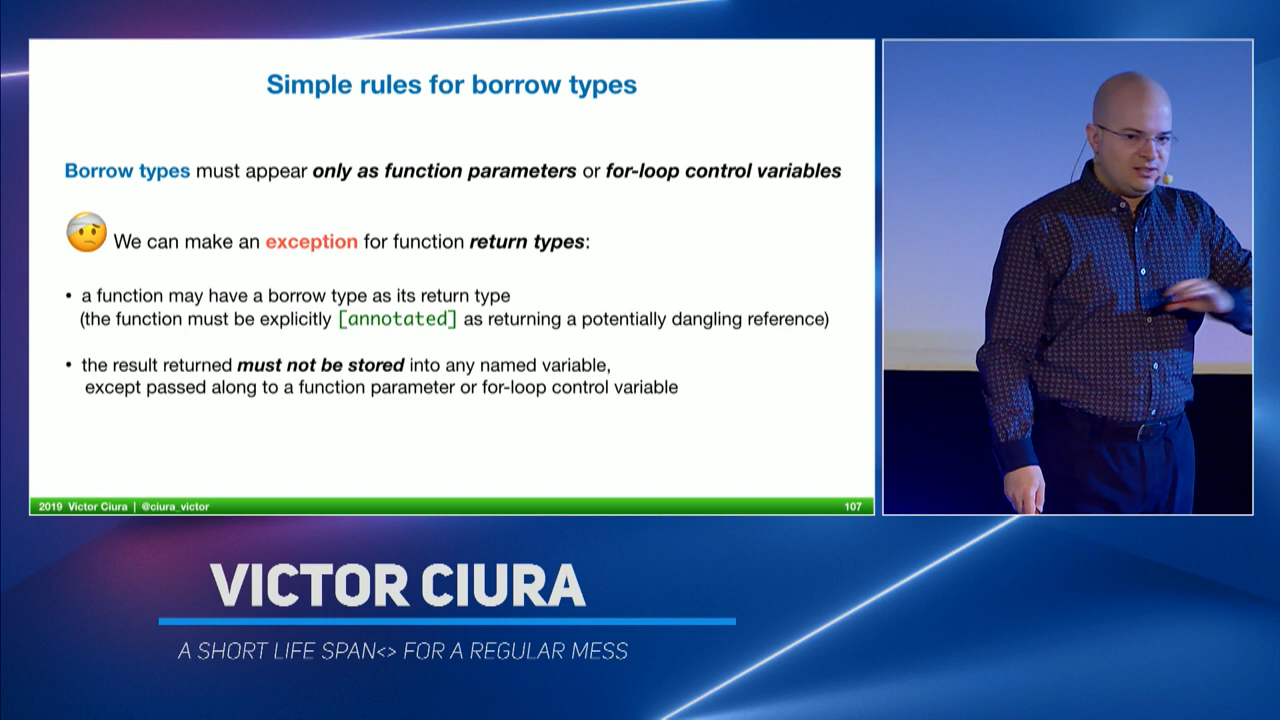 Simple rules for borrow types
Borrow types must appear only as function parameters or for-loop control variables
We can make an exception for function return types:
• a function may have a borrow type as its return type
(the function must be explicitly [annotated] as returning a potentially dangling reference)
• the result returned must not be stored into any named variable,
except passed along to a function parameter or for-loop control variable
2019 Victor Ciura | @ciura_victor
107
VICTOR CIURA
A SHORT LIFE SPAN<> FOR A REGULAR MESS